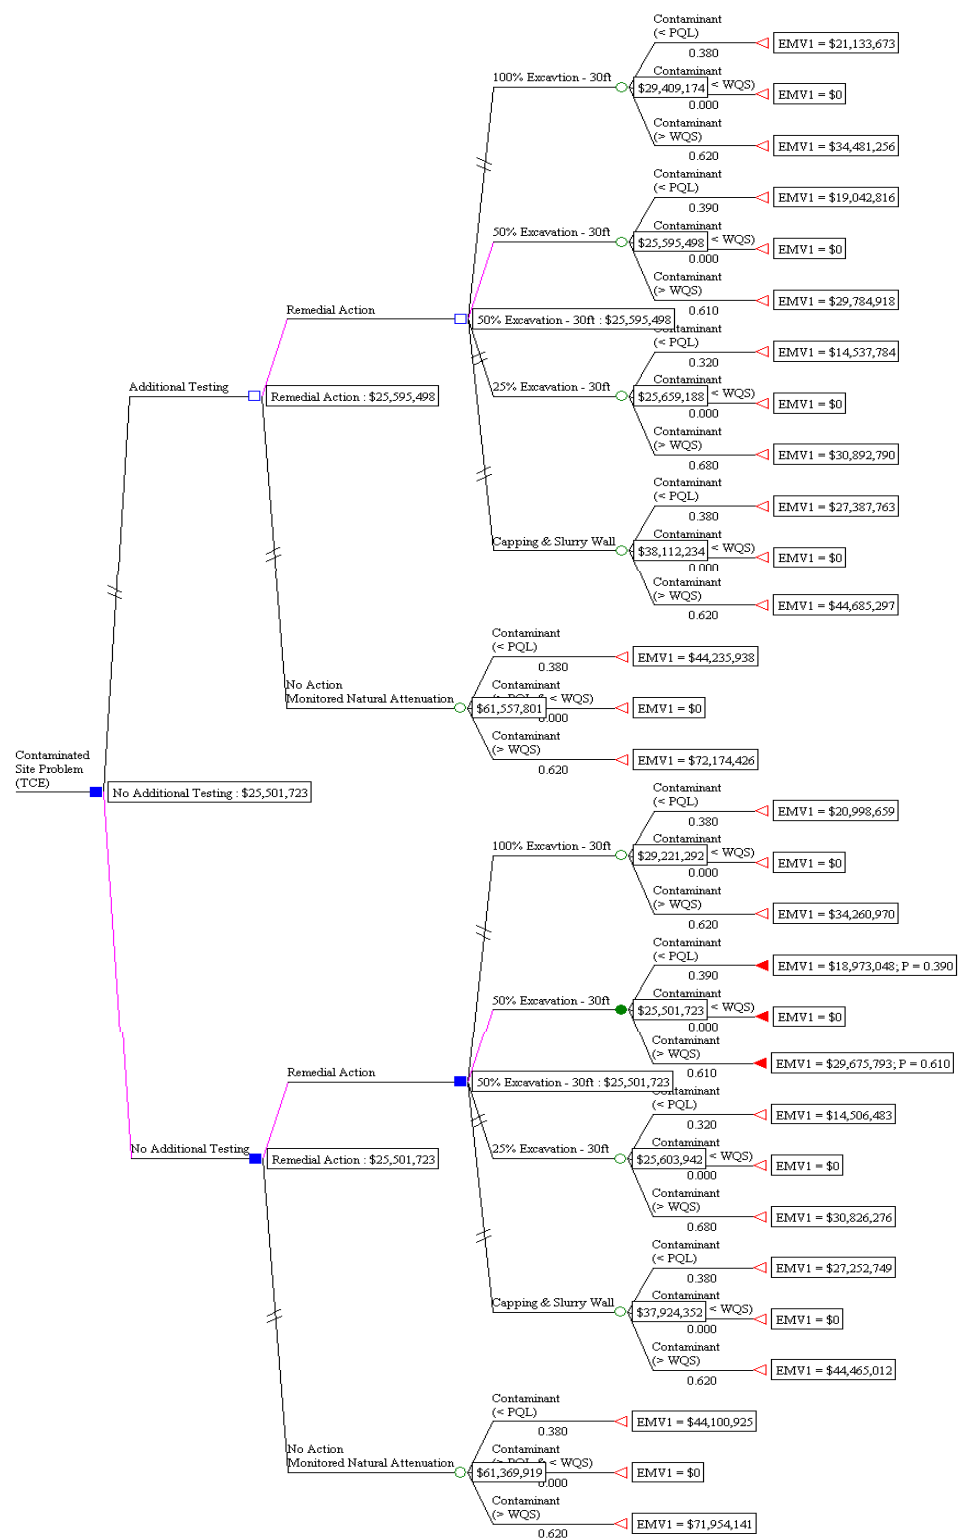 Contaminant
(< PQL)
0.380
EMV1 = $21,133,673
100% Excavtion - 30ft
$29,409,174
Contaminant
< WQS)
0.000
EMV1 = $0
Contaminant
(> WQS)
0.620
EMV1 = $34,481,256
Contaminant
(< PQL)
0.390
EMV1 = $19,042,816
50% Excavation - 30ft
$25,595,498
Contaminant
< WQS)
0.000
EMV1 = $0
Contaminant
(> WQS)
0.610
EMV1 = $29,784,918
Remedial Action
50% Excavation - 30ft : $25,595,498
Contaminant
(< PQL)
0.320
EMV1 = $14,537,784
Additional Testing
Remedial Action : $25,595,498
25% Excavation - 30ft
$25,659,188
Contaminant
< WQS)
0.000
EMV1 = $0
Contaminant
(> WQS)
0.680
EMV1 = $30,892,790
Contaminant
(< PQL)
0.380
EMV1 = $27,387,763
Capping & Slurry Wall
$38,112,234
Contaminant
< WQS)
0.000
EMV1 = $0
Contaminant
(> WQS)
0.620
EMV1 = $44,685,297
Contaminant
(< PQL)
0.380
EMV1 = $44,235,938
No Action
Monitored Natural Attenuation
$61,557,801
Contaminant
< WQS)
0.000
EMV1 = $0
Contaminant
(> WQS)
0.620
EMV1 = $72,174,426
Contaminated
Site Problem
(TCE)
No Additional Testing : $25,501,723
Contaminant
(< PQL)
0.380
EMV1 = $20,998,659
100% Excavtion - 30ft
$29,221,292
Contaminant
< WQS)
0.000
EMV1 = $0
Contaminant
(> WQS)
0.620
EMV1 = $34,260,970
Contaminant
(< PQL)
0.390
EMV1 = $18,973,048; P = 0.390
50% Excavation - 30ft
$25,501,723
Contaminant
< WQS)
0.000
EMV1 = $0
Contaminant
(> WQS)
0.610
EMV1 = $29,675,793; P = 0.610
Remedial Action
50% Excavation - 30ft : $25,501,723
Contaminant
(< PQL)
0.320
EMV1 = $14,506,483
No Additional Testing
Remedial Action : $25,501,723
25% Excavation - 30ft
$25,603,942
Contaminant
< WQS)
0.000
EMV1 = $0
Contaminant
(> WQS)
0.680
EMV1 = $30,826,276
Contaminant
(< PQL)
0.380
EMV1 = $27,252,749
Capping & Slurry Wall
$37,924,352
Contaminant
< WQS)
0.000
EMV1 = $0
Contaminant
(> WQS)
0.620
EMV1 = $44,465,012
Contaminant
(< PQL)
0.380
EMV1 = $44,100,925
No Action
Monitored Natural Attenuation
$61,369,919
Contaminant
< WQS)
0.000
EMV1 = $0
Contaminant
(> WQS)
0.620
EMV1 = $71,954,141